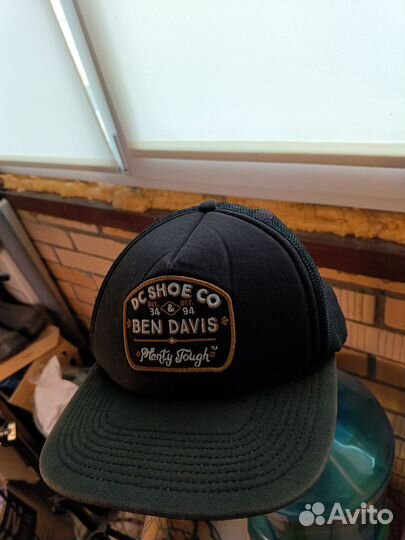 DC SHOE CO
EST. 34 & EST. 94
BEN DAVIS
Plenty Tough
Avito